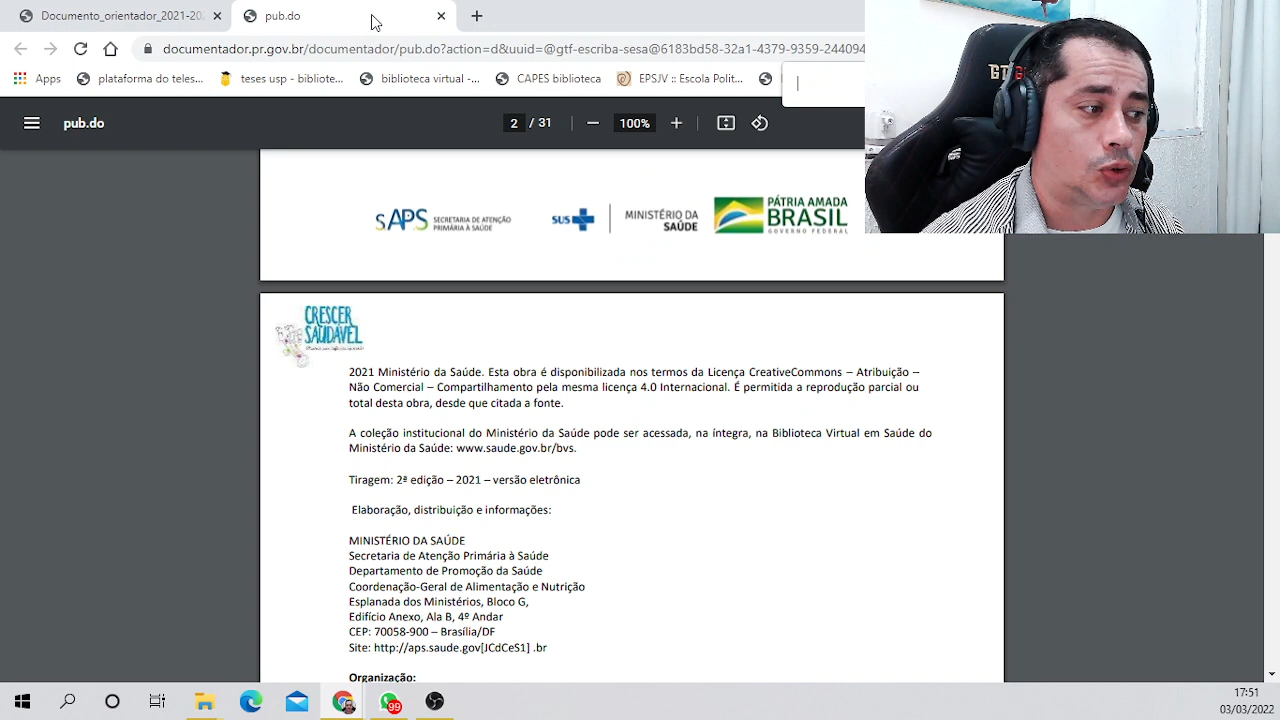 Documento_orientador_2021-202
pub.do
documentador.pr.gov.br/documentador/pub.do?action=d&uuid=@gtf-escriba-sesa@6183bd58-32a1-4379-9359-244094
Apps
plataforma do teles...
teses usp - bibliote...
biblioteca virtual -...
CAPES biblioteca
EPSJV :: Escola Polit...
pub.do
2 / 31
100%
sAPS SECRETARIA DE ATENÇÃO
PRIMÁRIA À SAÚDE
SUS
MINISTÉRIO DA
SAÚDE
PÁTRIA AMADA
BRASIL
GOVERNO FEDERAL
CRESCER
SAUDÁVEL
2021 Ministério da Saúde. Esta obra é disponibilizada nos termos da Licença CreativeCommons – Atribuição –
Não Comercial – Compartilhamento pela mesma licença 4.0 Internacional. É permitida a reprodução parcial ou
total desta obra, desde que citada a fonte.
A coleção institucional do Ministério da Saúde pode ser acessada, na íntegra, na Biblioteca Virtual em Saúde do
Ministério da Saúde: www.saude.gov.br/bvs.
Tiragem: 2ª edição – 2021 – versão eletrônica
Elaboração, distribuição e informações:
MINISTÉRIO DA SAÚDE
Secretaria de Atenção Primária à Saúde
Departamento de Promoção da Saúde
Coordenação-Geral de Alimentação e Nutrição
Esplanada dos Ministérios, Bloco G,
Edifício Anexo, Ala B, 4º Andar
CEP: 70058-900 – Brasília/DF
Site: http://aps.saude.gov[JCdCeS1] .br
Organização:
99
17:51
03/03/2022